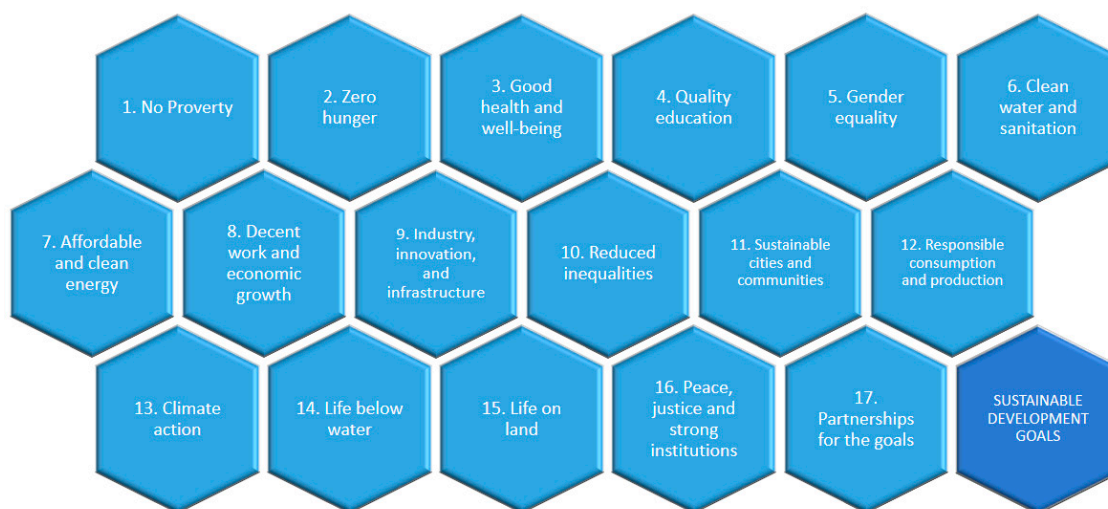 1. No Proverty
2. Zero
hunger
3. Good
health and
well-being
4. Quality
education
5. Gender
equality
6. Clean
water and
sanitation
7. Affordable
and clean
energy
8. Decent
work and
economic
growth
9. Industry,
innovation,
and
infrastructure
10. Reduced
inequalities
11. Sustainable
cities and
communities
12. Responsible
consumption
and production
13. Climate
action
14. Life below
water
15. Life on
land
16. Peace,
justice and
strong
institutions
17.
Partnerships
for the goals
SUSTAINABLE
DEVELOPMENT
GOALS